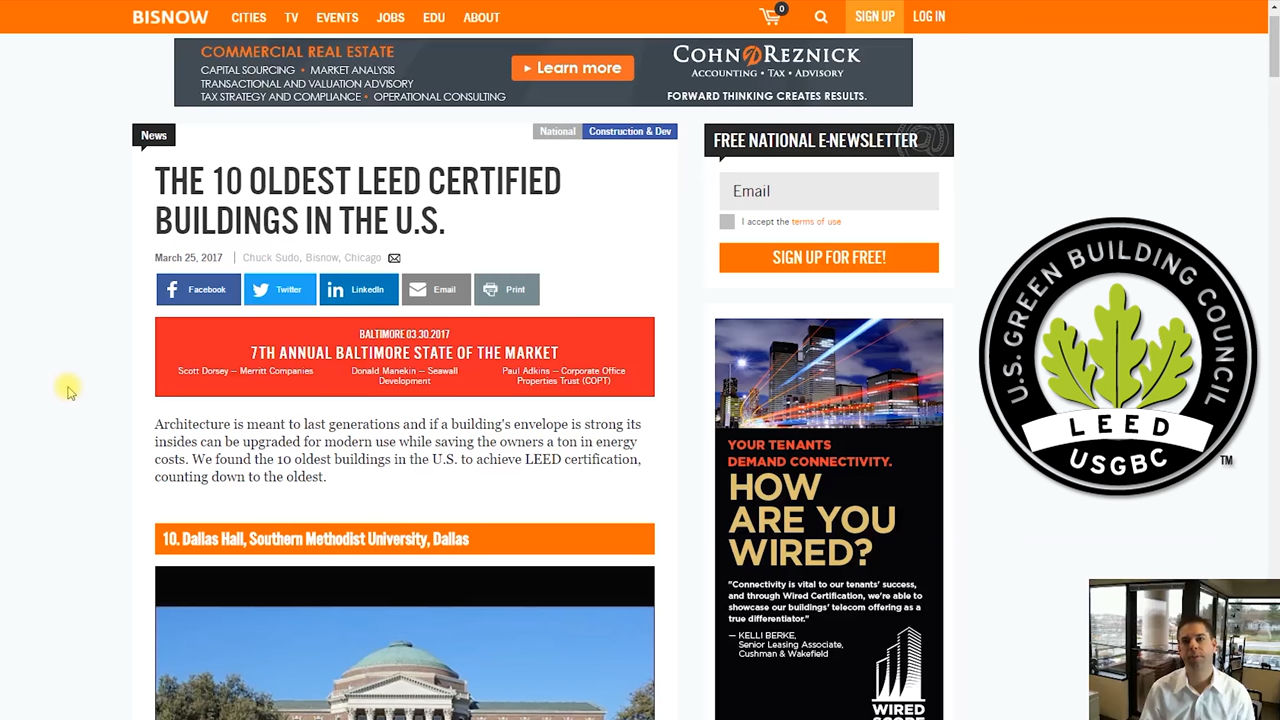 BISNOW CITIES TV EVENTS JOBS EDU ABOUT 0 SIGN UP LOG IN
COMMERCIAL REAL ESTATE
CAPITAL SOURCING • MARKET ANALYSIS
TRANSACTIONAL AND VALUATION ADVISORY
TAX STRATEGY AND COMPLIANCE • OPERATIONAL CONSULTING
Learn more
COHN REZNICK
ACCOUNTING • TAX • ADVISORY
FORWARD THINKING CREATES RESULTS.
News
National Construction & Dev
THE 10 OLDEST LEED CERTIFIED
BUILDINGS IN THE U.S.
March 25, 2017 | Chuck Sudo, Bisnow, Chicago
Facebook Twitter LinkedIn Email Print
BALTIMORE 03.30.2017
7TH ANNUAL BALTIMORE STATE OF THE MARKET
Scott Dorsey — Merritt Companies
Donald Manekin — Seawall
Development
Paul Adkins — Corporate Office
Properties Trust (COPT)
Architecture is meant to last generations and if a building's envelope is strong its
insides can be upgraded for modern use while saving the owners a ton in energy
costs. We found the 10 oldest buildings in the U.S. to achieve LEED certification,
counting down to the oldest.
10. Dallas Hall, Southern Methodist University, Dallas
FREE NATIONAL E-NEWSLETTER
Email
I accept the terms of use
SIGN UP FOR FREE!
YOUR TENANTS
DEMAND CONNECTIVITY.
HOW
ARE YOU
WIRED?
"Connectivity is vital to our tenants' success,
and through Wired Certification, we're able to
showcase our buildings' telecom offering as a
true differentiator."
— KELLI BERKE,
Senior Leasing Associate,
Cushman & Wakefield
WIRED
SCORE
U.S. GREEN BUILDING COUNCIL
LEED
USGBC
TM